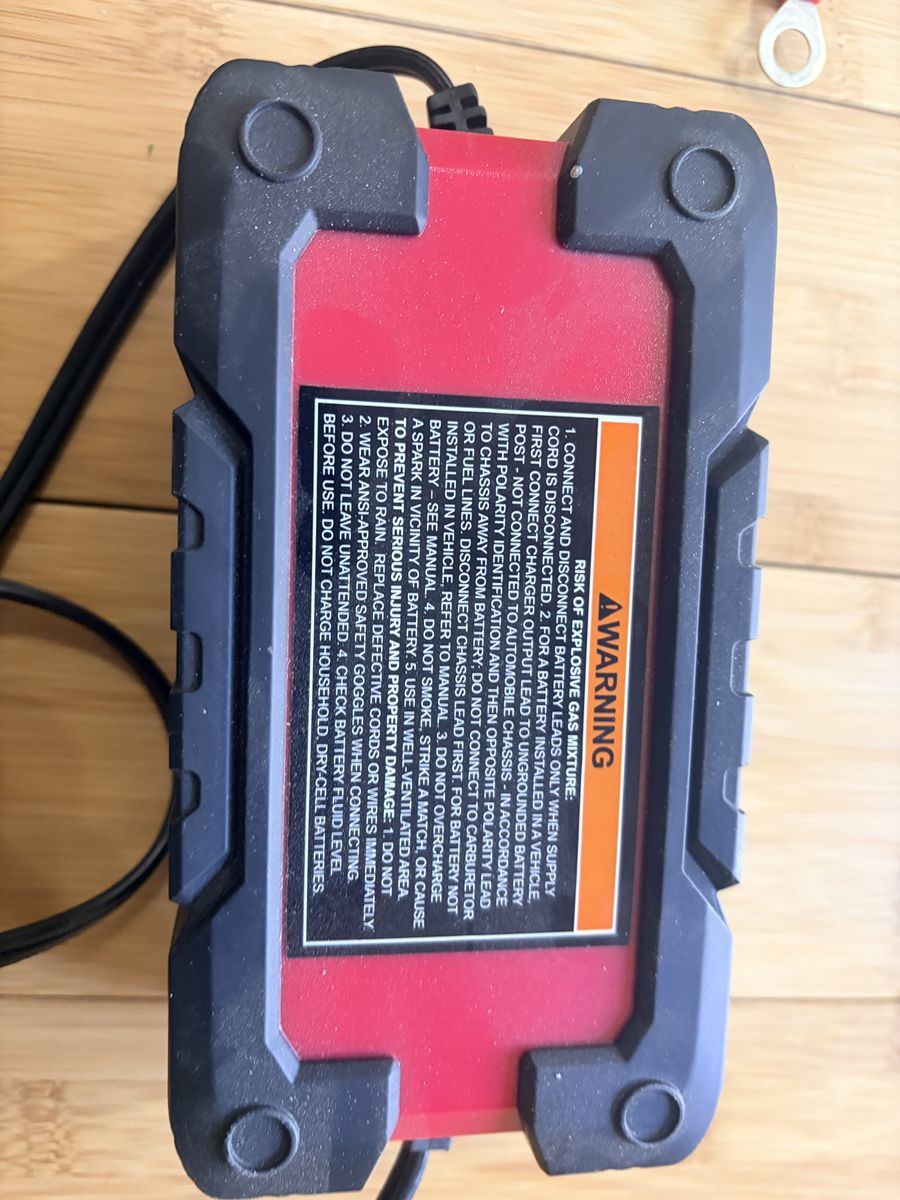 ⚠WARNING
RISK OF EXPLOSIVE GAS MIXTURE:
1. CONNECT AND DISCONNECT BATTERY LEADS ONLY WHEN SUPPLY
CORD IS DISCONNECTED. 2. FOR A BATTERY INSTALLED IN A VEHICLE,
FIRST CONNECT CHARGER OUTPUT LEAD TO UNGROUNDED BATTERY
POST - NOT CONNECTED TO AUTOMOBILE CHASSIS - IN ACCORDANCE
WITH POLARITY IDENTIFICATION AND THEN OPPOSITE POLARITY LEAD
TO CHASSIS AWAY FROM BATTERY; DO NOT CONNECT TO CARBURETOR
OR FUEL LINES. DISCONNECT CHASSIS LEAD FIRST. FOR BATTERY NOT
INSTALLED IN VEHICLE, REFER TO MANUAL. 3. DO NOT OVERCHARGE
BATTERY – SEE MANUAL. 4. DO NOT SMOKE, STRIKE A MATCH, OR CAUSE
A SPARK IN VICINITY OF BATTERY. 5. USE IN WELL-VENTILATED AREA.
TO PREVENT SERIOUS INJURY AND PROPERTY DAMAGE: 1. DO NOT
EXPOSE TO RAIN. REPLACE DEFECTIVE CORDS OR WIRES IMMEDIATELY.
2. WEAR ANSI-APPROVED SAFETY GOGGLES WHEN CONNECTING.
3. DO NOT LEAVE UNATTENDED. 4. CHECK BATTERY FLUID LEVEL
BEFORE USE. DO NOT CHARGE HOUSEHOLD, DRY-CELL BATTERIES.